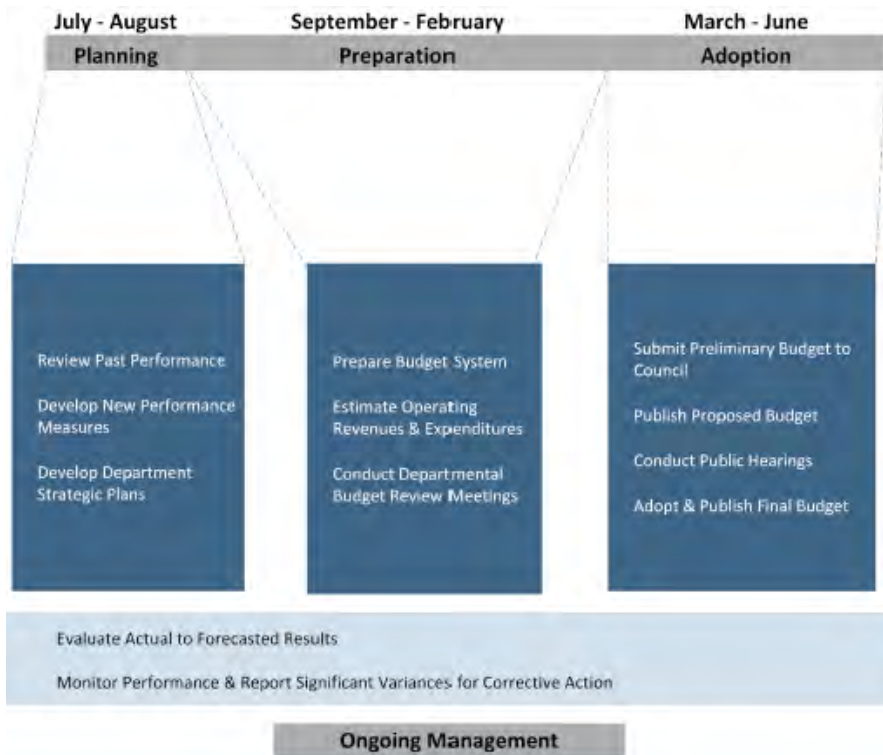 July - August
September - February
March - June
Planning
Preparation
Adoption
Review Past Performance
Develop New Performance
Measures
Develop Department
Strategic Plans
Prepare Budget System
Estimate Operating
Revenues & Expenditures
Conduct Departmental
Budget Review Meetings
Submit Preliminary Budget to
Council
Publish Proposed Budget
Conduct Public Hearings
Adopt & Publish Final Budget
Evaluate Actual to Forecasted Results
Monitor Performance & Report Significant Variances for Corrective Action
Ongoing Management